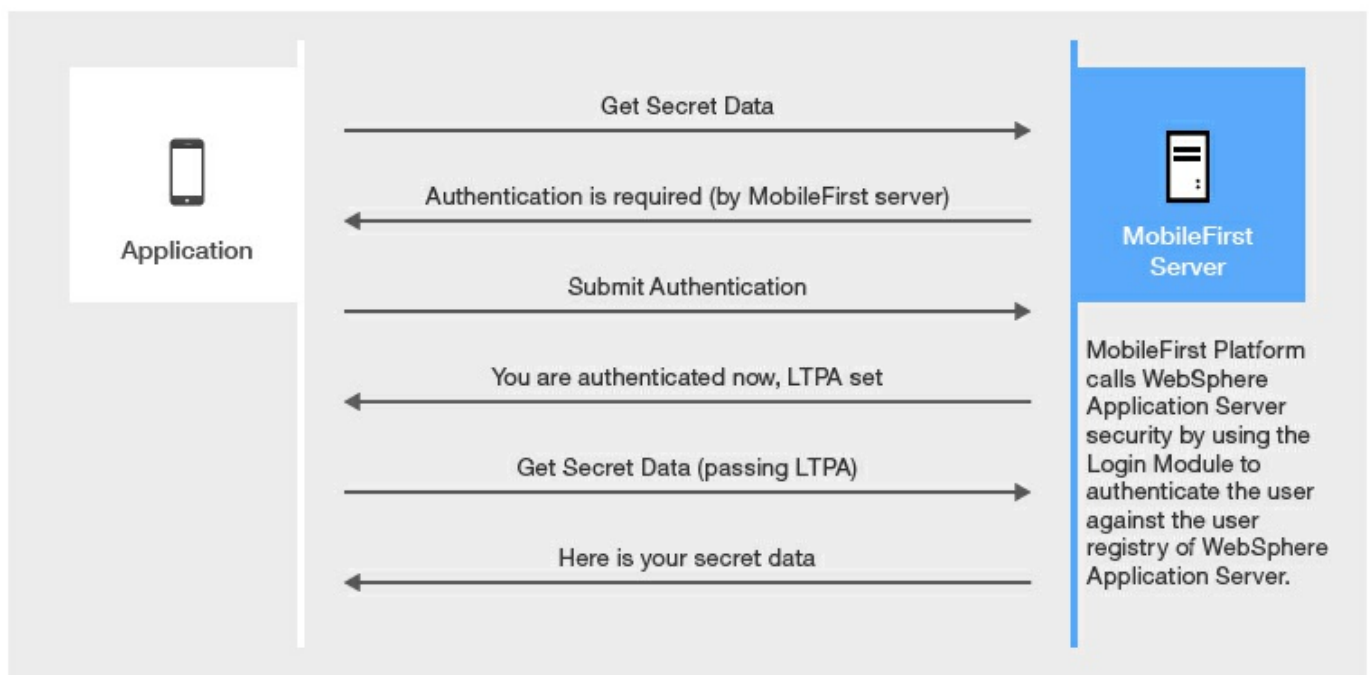 Get Secret Data
Authentication is required (by MobileFirst server)
Application
MobileFirst
Server
Submit Authentication
You are authenticated now, LTPA set
Get Secret Data (passing LTPA)
Here is your secret data
MobileFirst Platform
calls WebSphere
Application Server
security by using the
Login Module to
authenticate the user
against the user
registry of WebSphere
Application Server.